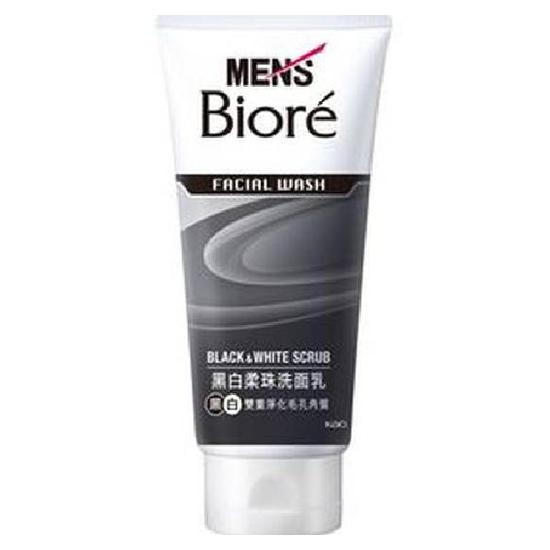 MEN'S
Bioré
FACIAL WASH
BLACK & WHITE SCRUB
黑白柔珠洗面乳
黑白雙重淨化毛孔角質
KAO